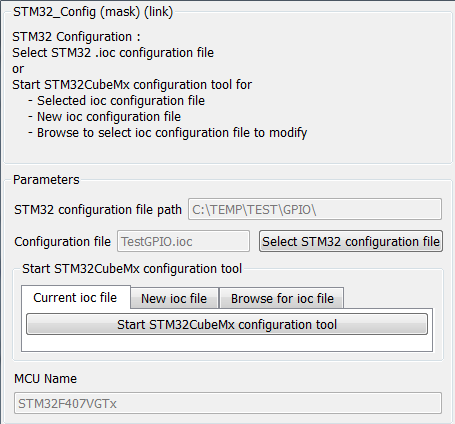 STM32_Config (mask) (link)
STM32 Configuration :
Select STM32 .ioc configuration file
or
Start STM32CubeMx configuration tool for
- Selected ioc configuration file
- New ioc configuration file
- Browse to select ioc configuration file to modify
Parameters
STM32 configuration file path C:\TEMP\TEST\GPIO\
Configuration file TestGPIO.ioc Select STM32 configuration file
Start STM32CubeMx configuration tool
Current ioc file New ioc file Browse for ioc file
Start STM32CubeMx configuration tool
MCU Name
STM32F407VGTx